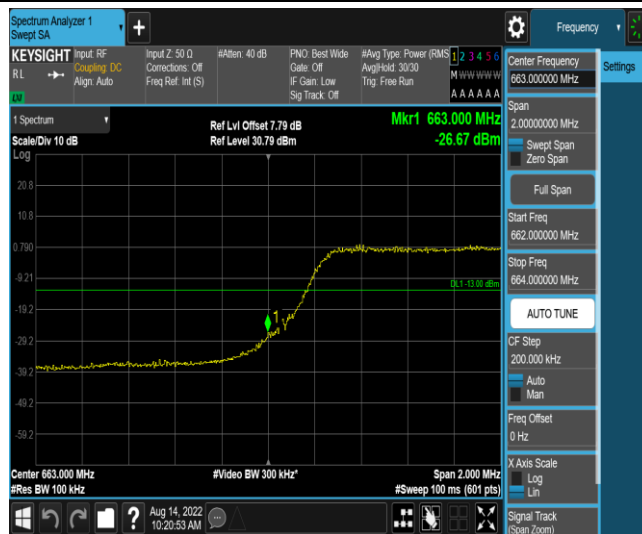 Spectrum Analyzer 1
Swept SA
Frequency
KEYSIGHT
RL
Input: RF
Coupling: DC
Align: Auto
Input Z: 50 Ω
Corrections: Off
Freq Ref: Int (S)
#Atten: 40 dB
PNO: Best Wide
Gate: Off
IF Gain: Low
Sig Track: Off
#Avg Type: Power (RMS
Avg|Hold: 30/30
Trig: Free Run
1 2 3 4 5 6
M W W W W W
A A A A A A
1 Spectrum
Scale/Div 10 dB
Log
Ref Lvl Offset 7.79 dB
Ref Level 30.79 dBm
Mkr1 663.000 MHz
-26.67 dBm
20.8
10.8
0.790
-9.21
-19.2
-29.2
-39.2
-49.2
-59.2
DL1 -13.00 dBm
1
Center 663.000 MHz
#Res BW 100 kHz
#Video BW 300 kHz*
Span 2.000 MHz
#Sweep 100 ms (601 pts)
Aug 14, 2022
10:20:53 AM
Center Frequency
663.000000 MHz
Settings
Span
2.00000000 MHz
Swept Span
Zero Span
Full Span
Start Freq
662.000000 MHz
Stop Freq
664.000000 MHz
AUTO TUNE
CF Step
200.000 kHz
Auto
Man
Freq Offset
0 Hz
X Axis Scale
Log
Lin
Signal Track
(Span Zoom)